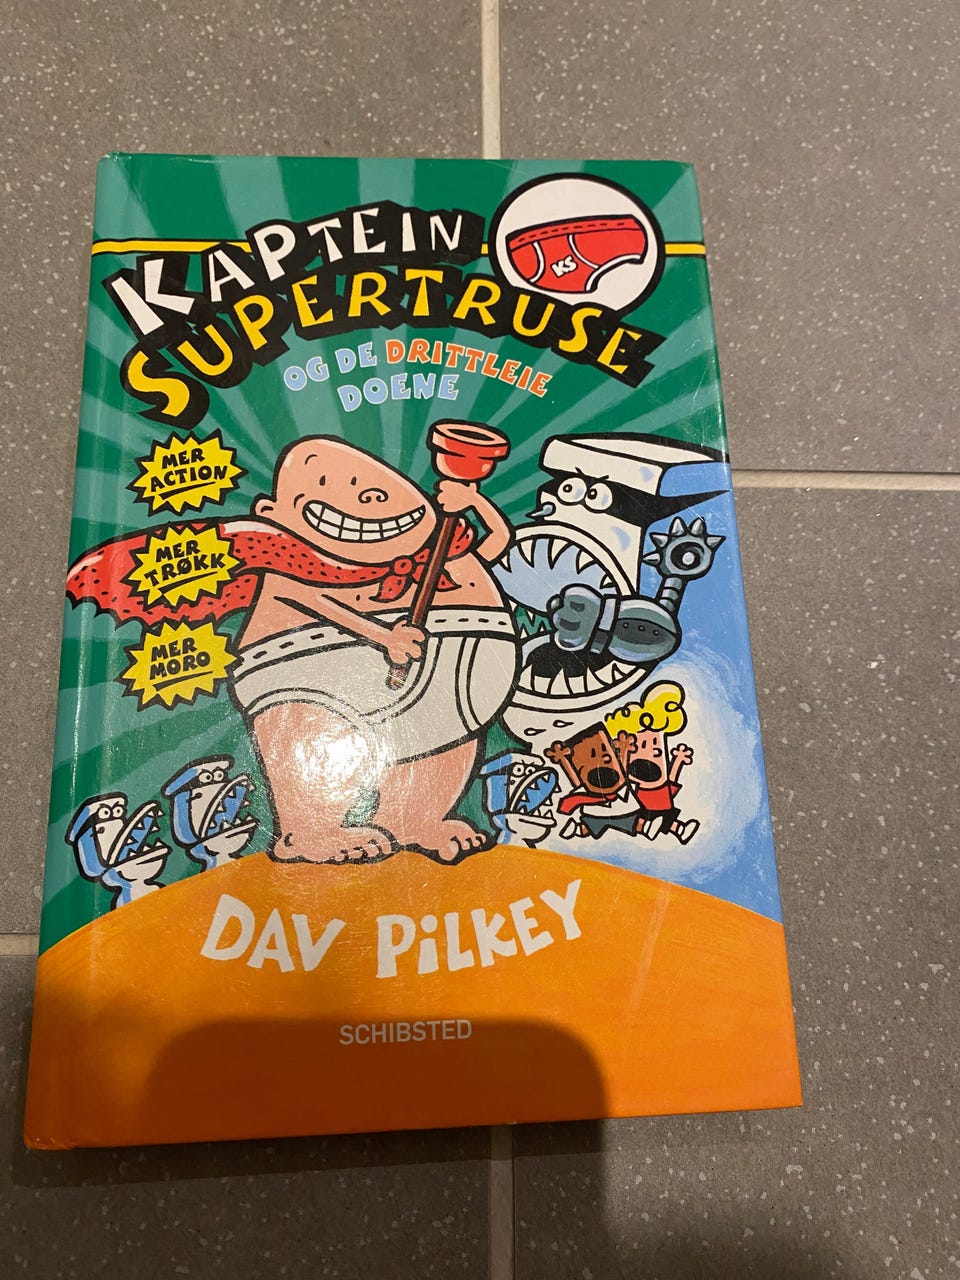 KAPTEIN
SUPERTRUSE
KS
OG DE DRITTLEIE
DOENE
MER
ACTION
MER
TRØKK
MER
MORO
DAV PiLKEY
SCHIBSTED